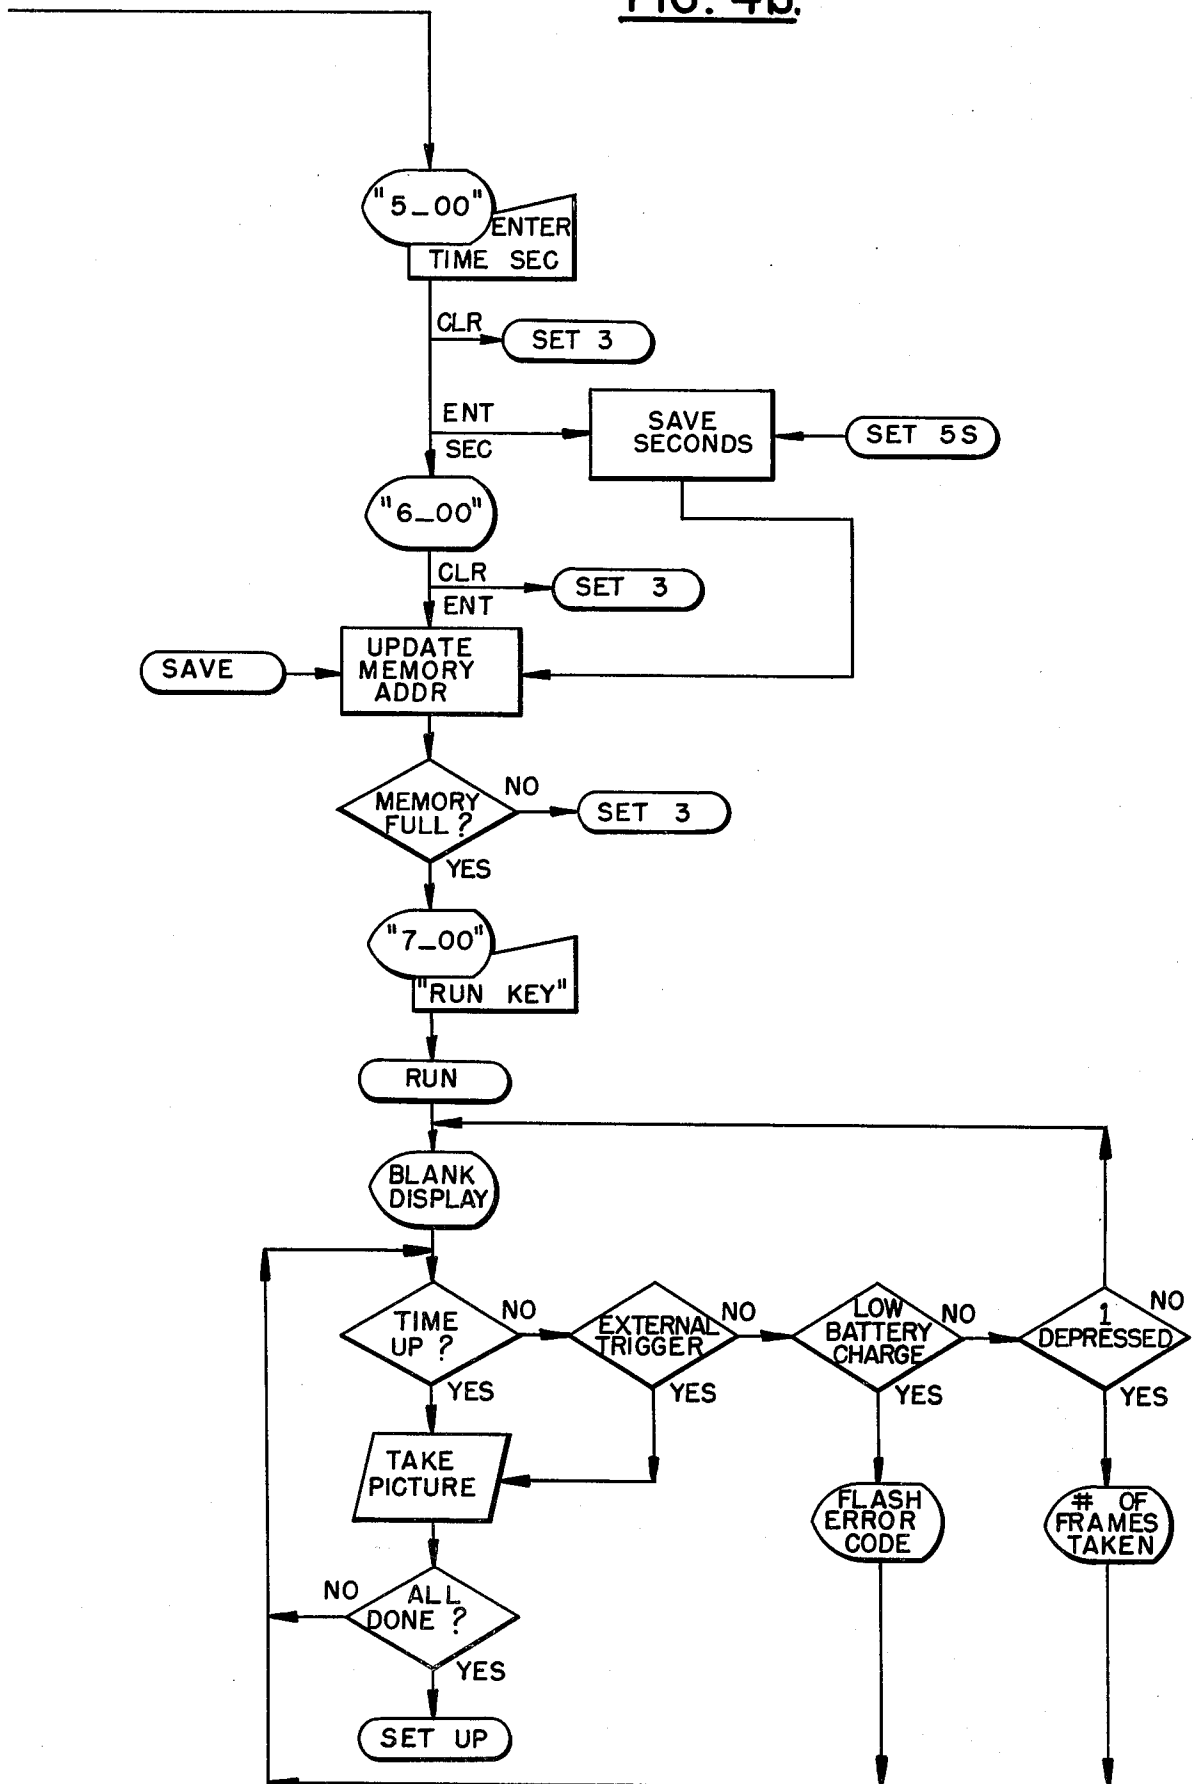 FIG. 4b.
"5_00"
ENTER
TIME SEC
CLR
SET 3
ENT
SEC
SAVE
SECONDS
SET 5S
"6_00"
CLR
SET 3
ENT
UPDATE
MEMORY
ADDR
SAVE
MEMORY
FULL?
NO
SET 3
YES
"7_00"
"RUN KEY"
RUN
BLANK
DISPLAY
TIME
UP ?
NO
EXTERNAL
TRIGGER
NO
LOW
BATTERY
CHARGE
NO
1
DEPRESSED
NO
YES
YES
YES
YES
TAKE
PICTURE
FLASH
ERROR
CODE
# OF
FRAMES
TAKEN
ALL
DONE ?
NO
YES
SET UP